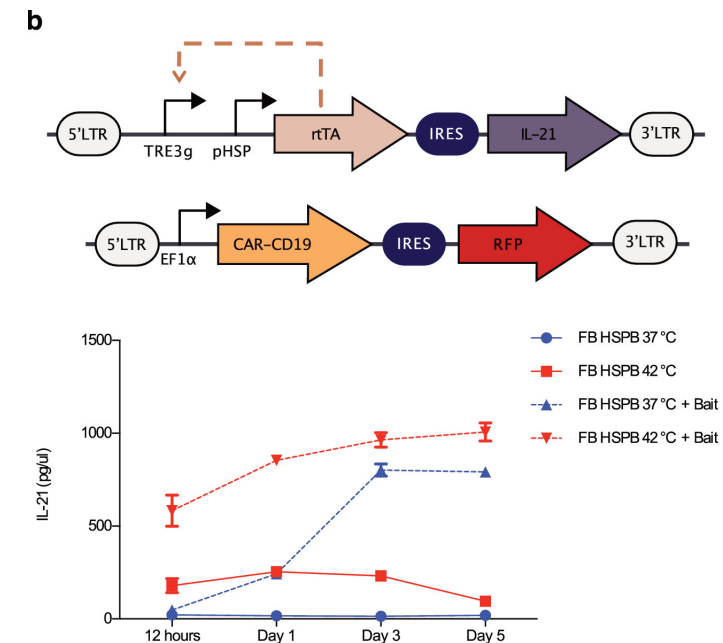 b
5'LTR
TRE3g
pHSP
rtTA
IRES
IL-21
3'LTR
5'LTR
EF1α
CAR-CD19
IRES
RFP
3'LTR
1500
1000
500
0
IL-21 (pg/ul)
12 hours
Day 1
Day 3
Day 5
FB HSPB 37 °C
FB HSPB 42 °C
FB HSPB 37 °C + Bait
FB HSPB 42 °C + Bait